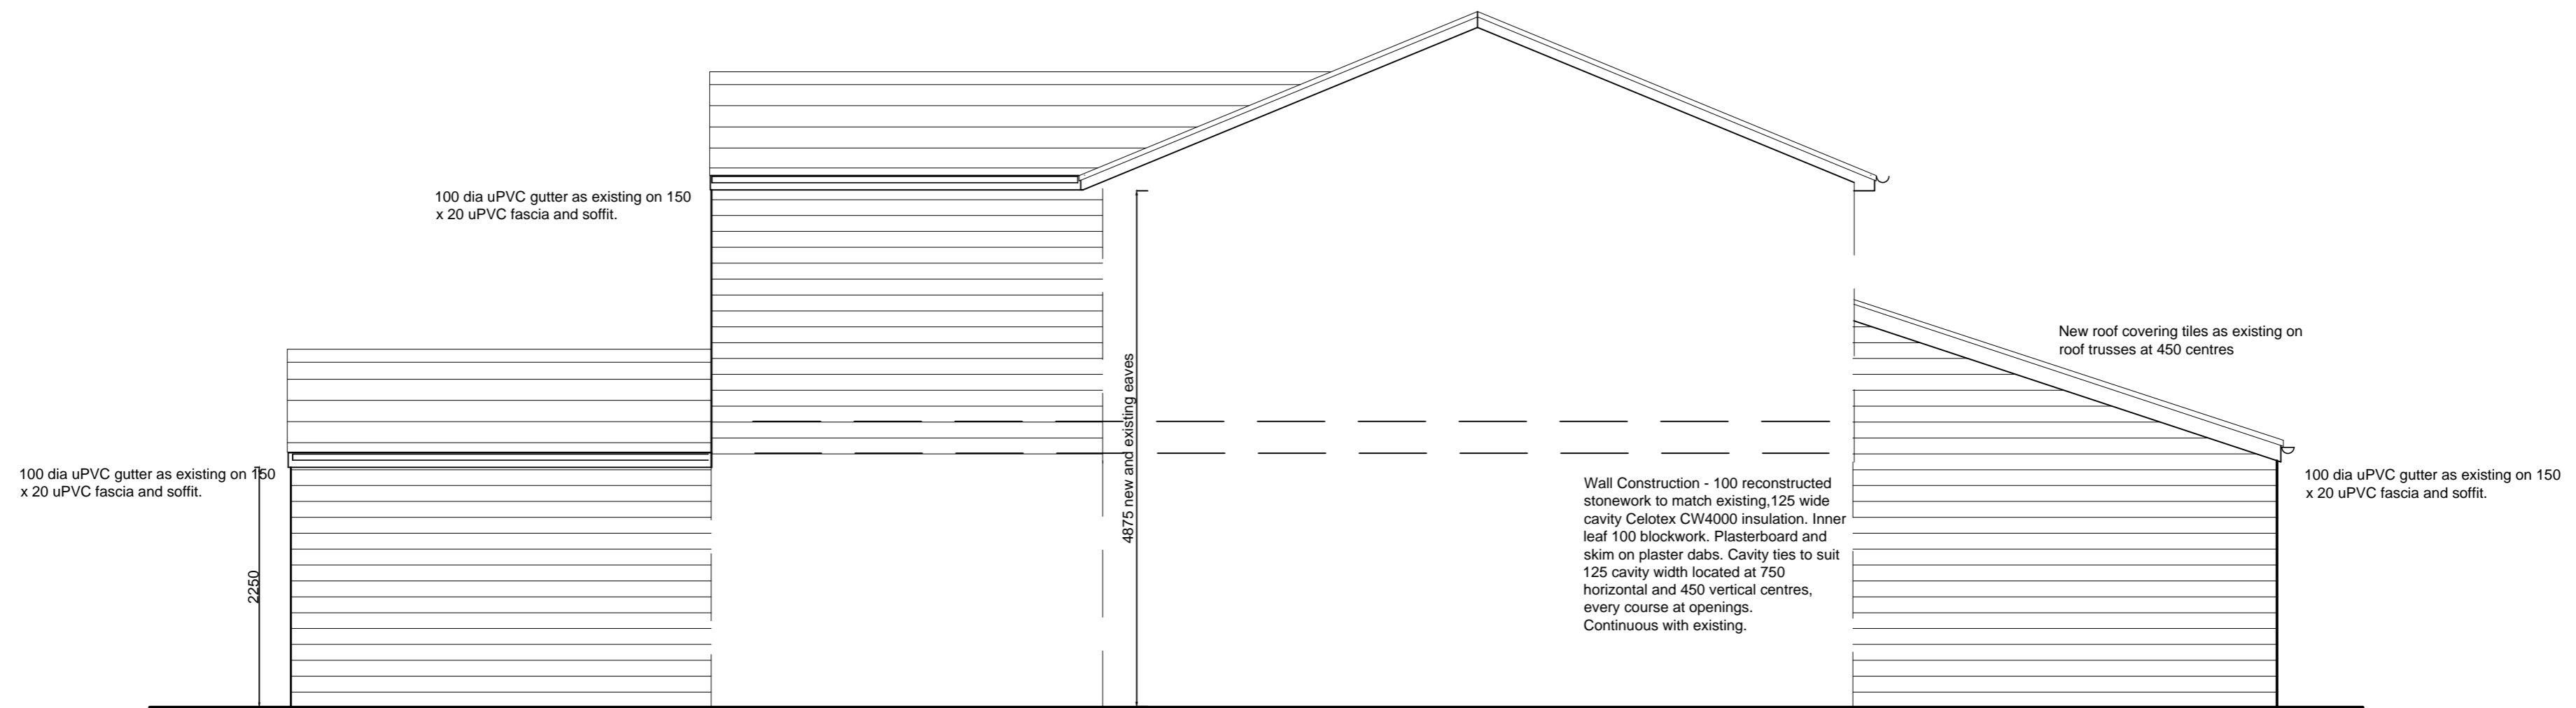 100 dia uPVC gutter as existing on 150
x 20 uPVC fascia and soffit.
New roof covering tiles as existing on
roof trusses at 450 centres
4875 new and existing eaves
100 dia uPVC gutter as existing on 150
x 20 uPVC fascia and soffit.
2250
Wall Construction - 100 reconstructed
stonework to match existing,125 wide
cavity Celotex CW4000 insulation. Inner
leaf 100 blockwork. Plasterboard and
skim on plaster dabs. Cavity ties to suit
125 cavity width located at 750
horizontal and 450 vertical centres,
every course at openings.
Continuous with existing.
100 dia uPVC gutter as existing on 150
x 20 uPVC fascia and soffit.